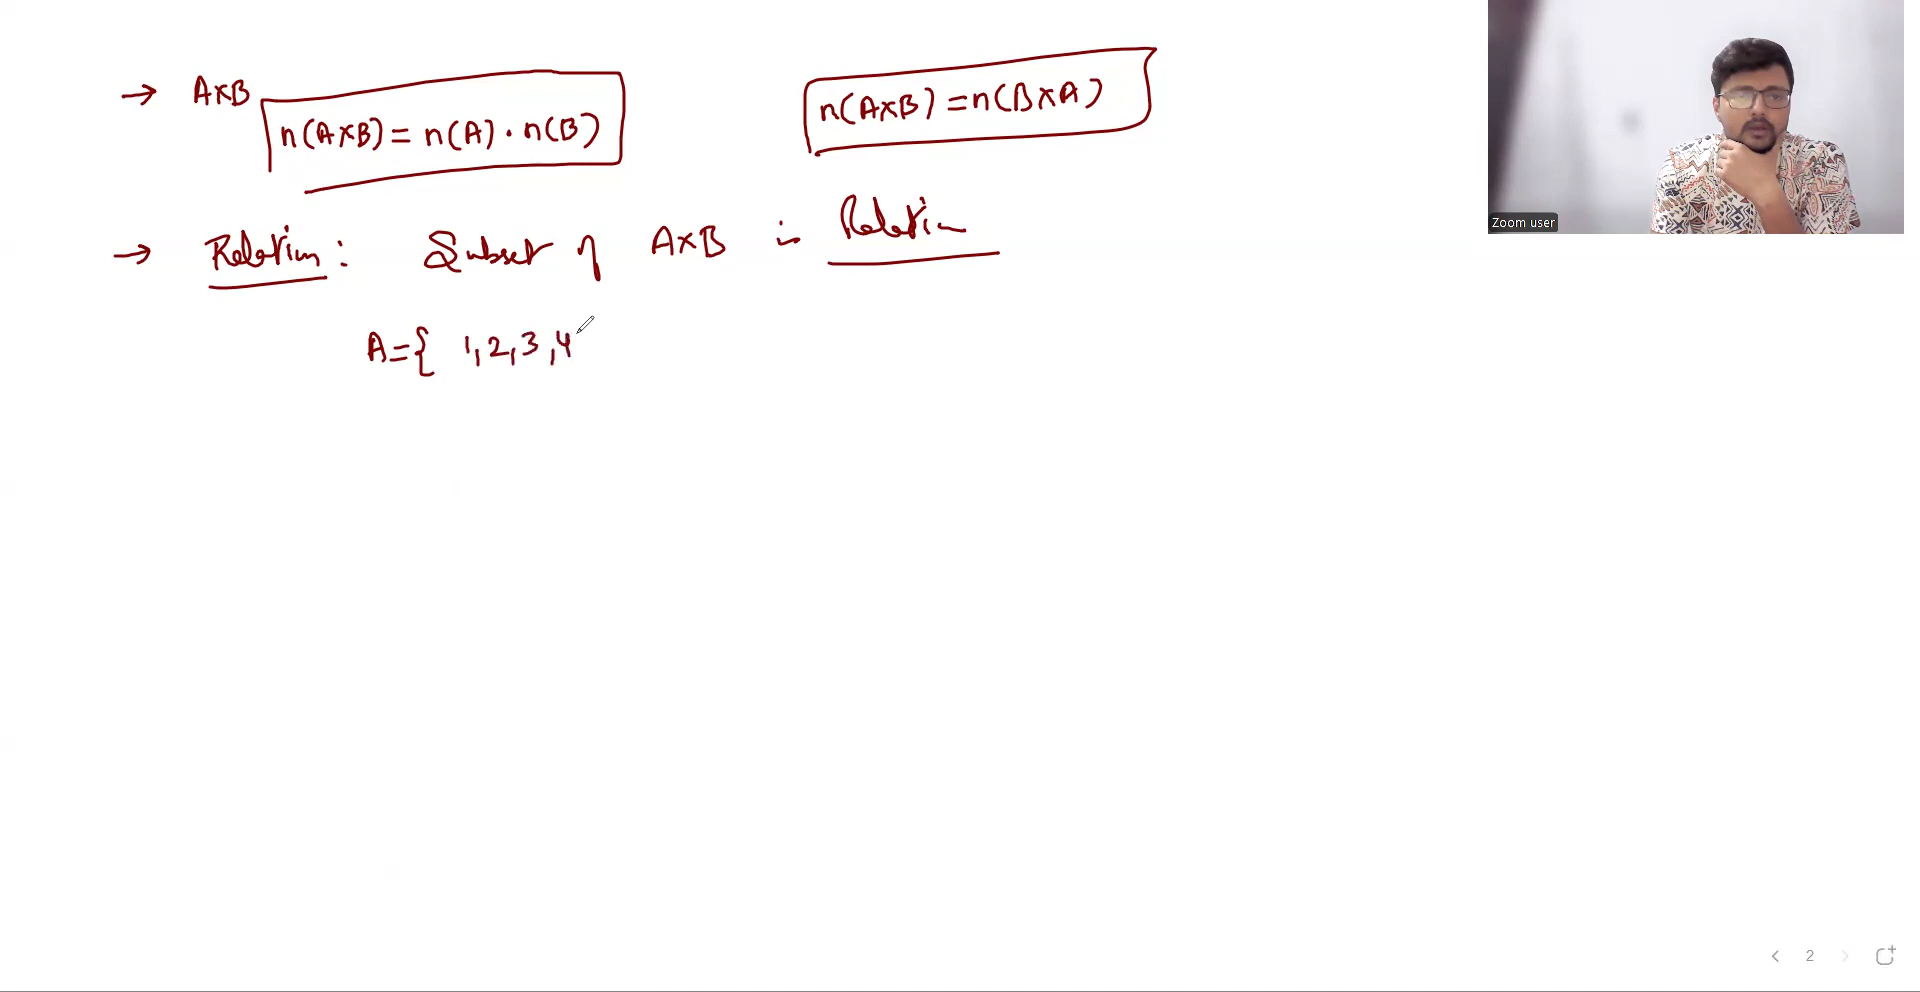 → A×B
n(A×B) = n(A) · n(B)
n(A×B) = n(B×A)
→ Relation : Subset of A×B is Relation
A = { 1, 2, 3, 4
Zoom user
2